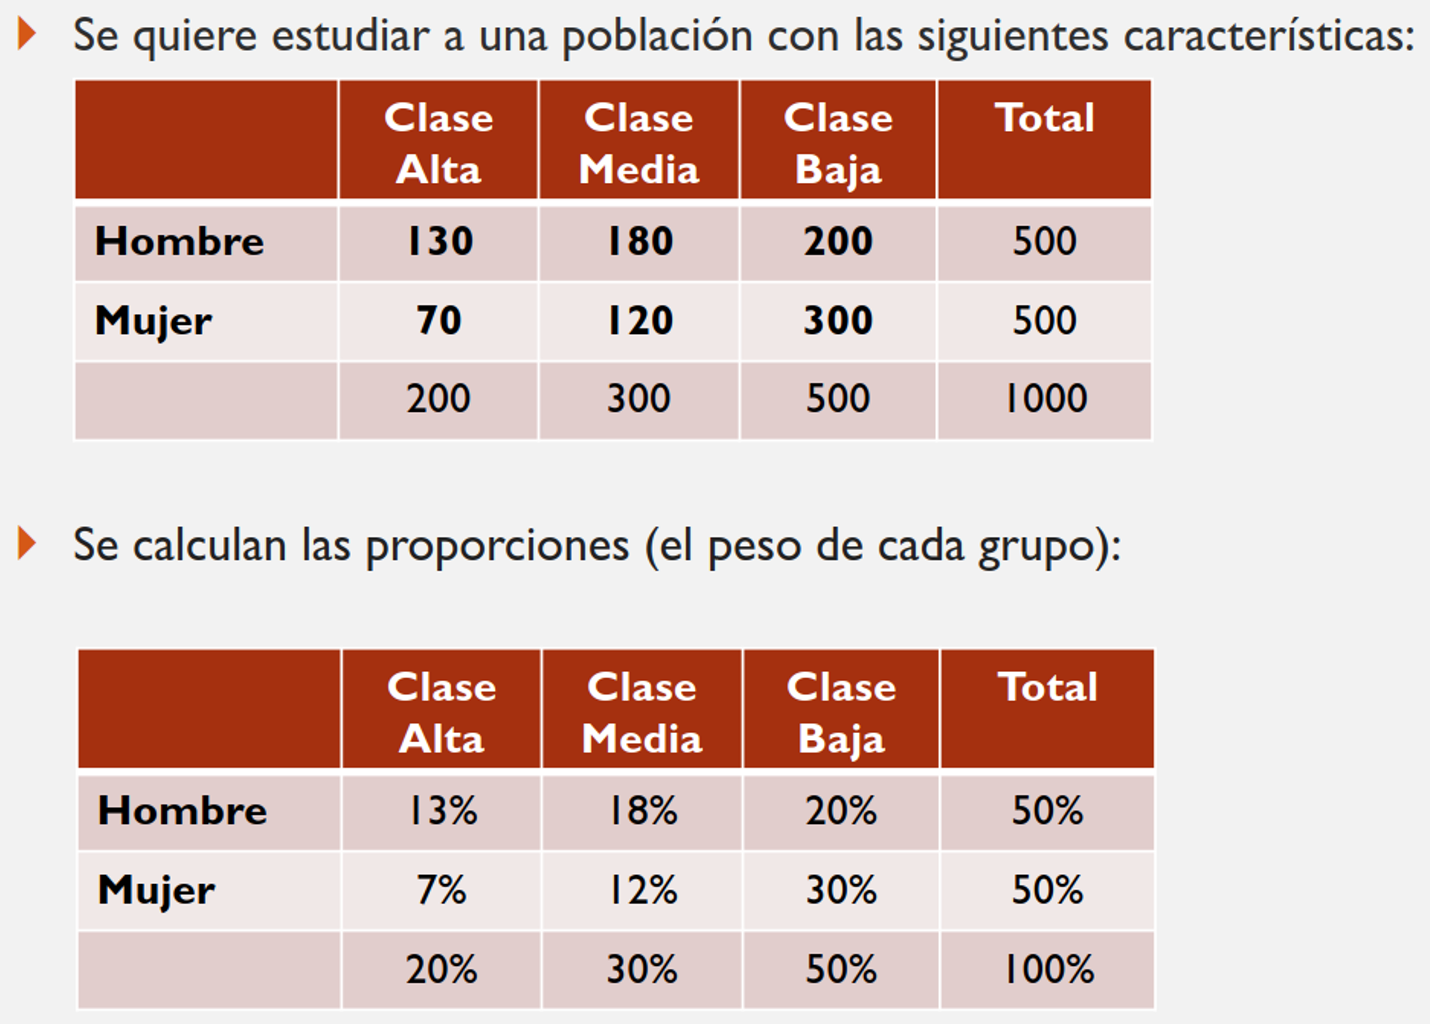 Se quiere estudiar a una población con las siguientes características:
Clase Alta Clase Media Clase Baja Total
Hombre 130 180 200 500
Mujer 70 120 300 500
200 300 500 1000
Se calculan las proporciones (el peso de cada grupo):
Clase Alta Clase Media Clase Baja Total
Hombre 13% 18% 20% 50%
Mujer 7% 12% 30% 50%
20% 30% 50% 100%